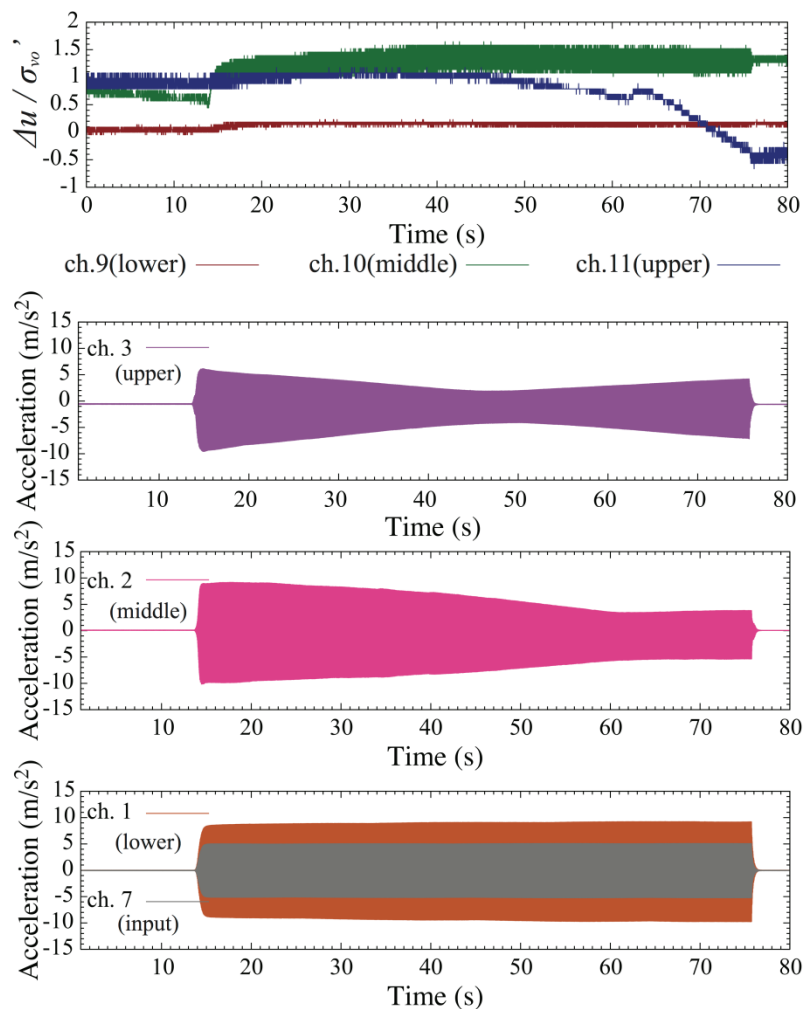 2
1.5
1
0.5
0
-0.5
-1
Δu / σvo’
0 10 20 30 40 50 60 70 80
Time (s)
ch.9(lower) ch.10(middle) ch.11(upper)
15
10
5
0
-5
-10
-15
Acceleration (m/s²)
ch. 3
(upper)
10 20 30 40 50 60 70 80
Time (s)
15
10
5
0
-5
-10
-15
Acceleration (m/s²)
ch. 2
(middle)
10 20 30 40 50 60 70 80
Time (s)
15
10
5
0
-5
-10
-15
Acceleration (m/s²)
ch. 1
(lower)
ch. 7
(input)
10 20 30 40 50 60 70 80
Time (s)